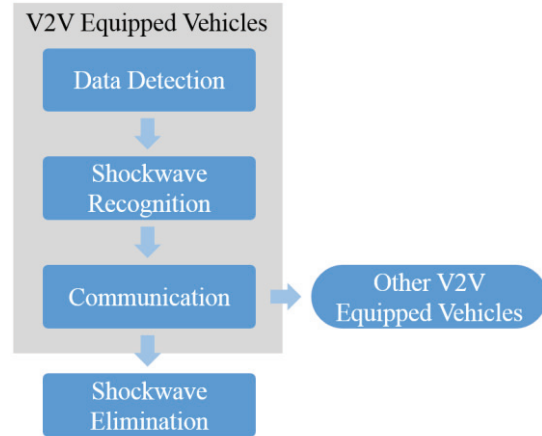 V2V Equipped Vehicles
Data Detection
Shockwave
Recognition
Communication
Other V2V
Equipped Vehicles
Shockwave
Elimination